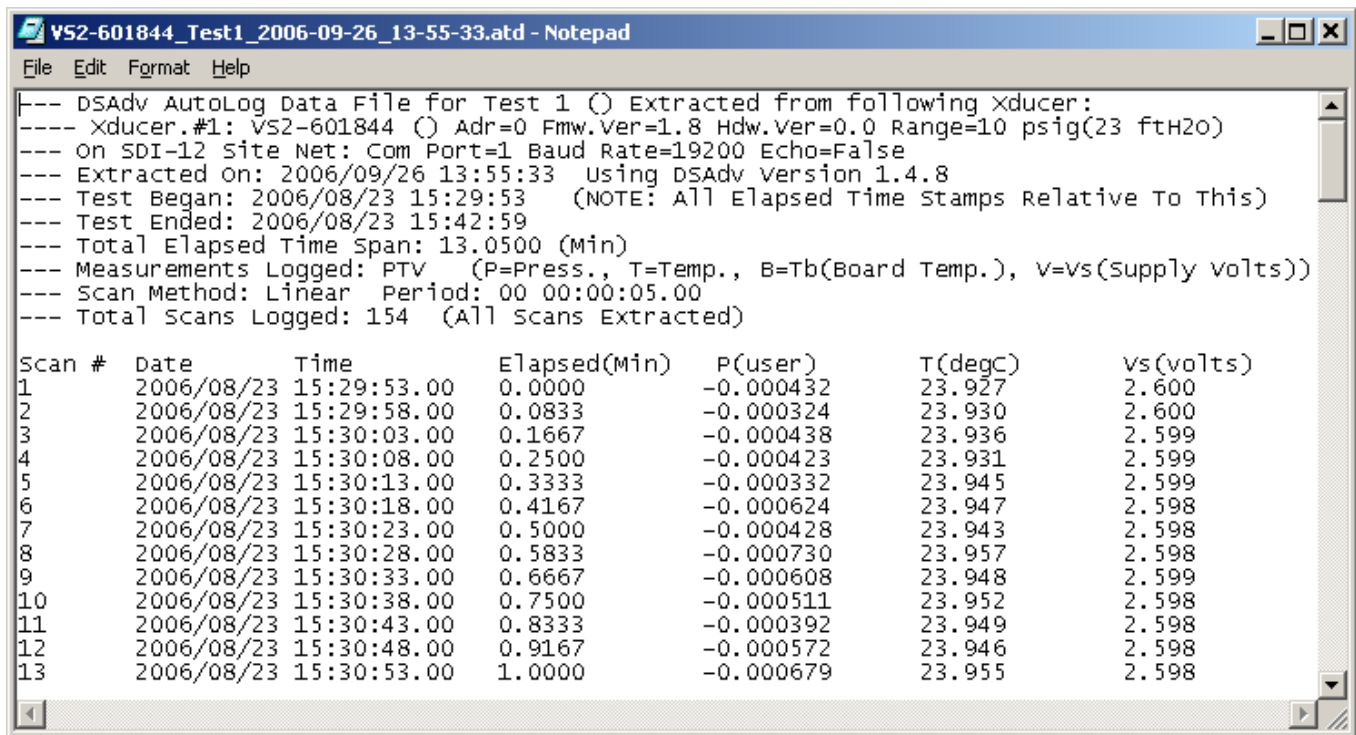 VS2-601844_Test1_2006-09-26_13-55-33.atd - Notepad
File Edit Format Help
--- DSAdv AutoLog Data File for Test 1 () Extracted from following Xducer:
---- Xducer.#1: VS2-601844 () Adr=0 Fmw.Ver=1.8 Hdw.Ver=0.0 Range=10 psig(23 ftH2O)
--- On SDI-12 Site Net: Com Port=1 Baud Rate=19200 Echo=False
--- Extracted On: 2006/09/26 13:55:33 Using DSAdv Version 1.4.8
--- Test Began: 2006/08/23 15:29:53 (NOTE: All Elapsed Time Stamps Relative To This)
--- Test Ended: 2006/08/23 15:42:59
--- Total Elapsed Time Span: 13.0500 (Min)
--- Measurements Logged: PTV (P=Press., T=Temp., B=Tb(Board Temp.), V=Vs(Supply Volts))
--- Scan Method: Linear Period: 00 00:00:05.00
--- Total Scans Logged: 154 (All Scans Extracted)
Scan # Date Time Elapsed(Min) P(user) T(degC) Vs(volts)
1 2006/08/23 15:29:53.00 0.0000 -0.000432 23.927 2.600
2 2006/08/23 15:29:58.00 0.0833 -0.000324 23.930 2.600
3 2006/08/23 15:30:03.00 0.1667 -0.000438 23.936 2.599
4 2006/08/23 15:30:08.00 0.2500 -0.000423 23.931 2.599
5 2006/08/23 15:30:13.00 0.3333 -0.000332 23.945 2.599
6 2006/08/23 15:30:18.00 0.4167 -0.000624 23.947 2.598
7 2006/08/23 15:30:23.00 0.5000 -0.000428 23.943 2.598
8 2006/08/23 15:30:28.00 0.5833 -0.000730 23.957 2.598
9 2006/08/23 15:30:33.00 0.6667 -0.000608 23.948 2.599
10 2006/08/23 15:30:38.00 0.7500 -0.000511 23.952 2.598
11 2006/08/23 15:30:43.00 0.8333 -0.000392 23.949 2.598
12 2006/08/23 15:30:48.00 0.9167 -0.000572 23.946 2.598
13 2006/08/23 15:30:53.00 1.0000 -0.000679 23.955 2.598